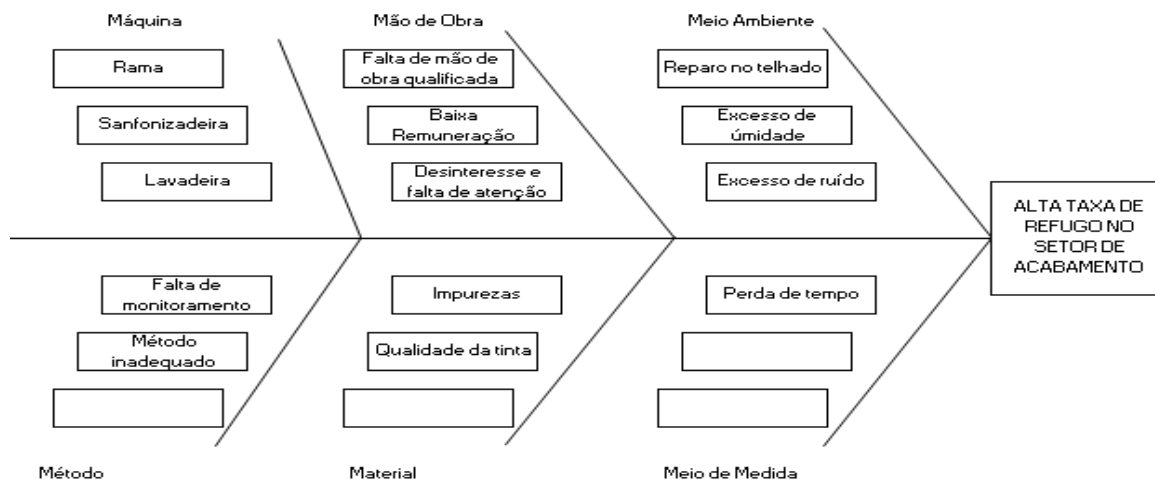 Máquina
Mão de Obra
Meio Ambiente
Rama
Falta de mão de
obra qualificada
Reparo no telhado
Sanfonizadeira
Baixa
Remuneração
Excesso de
úmidade
Lavadeira
Desinteresse e
falta de atenção
Excesso de ruído
ALTA TAXA DE
REFUGO NO
SETOR DE
ACABAMENTO
Falta de
monitoramento
Impurezas
Perda de tempo
Método
inadequado
Qualidade da tinta
Método
Material
Meio de Medida